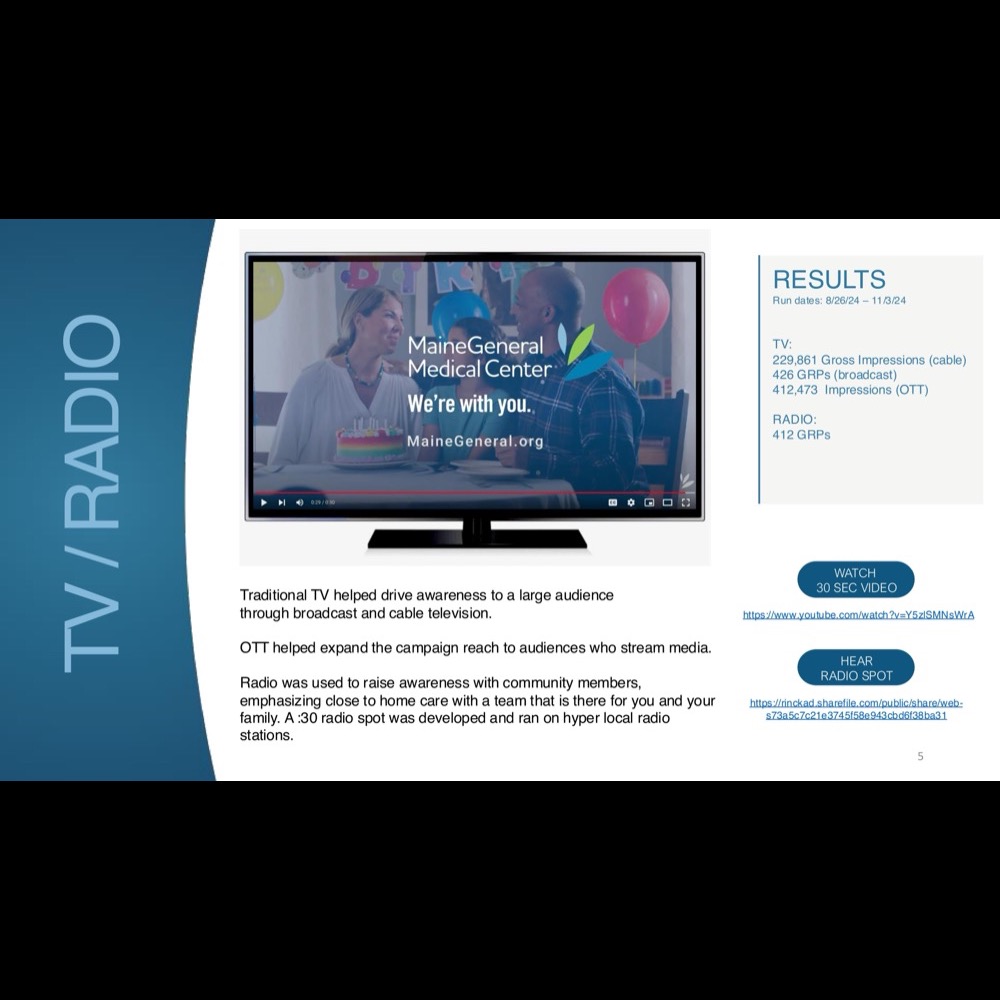 TV / RADIO
MaineGeneral
Medical Center
We're with you.
MaineGeneral.org
Traditional TV helped drive awareness to a large audience
through broadcast and cable television.
OTT helped expand the campaign reach to audiences who stream media.
Radio was used to raise awareness with community members,
emphasizing close to home care with a team that is there for you and your
family. A :30 radio spot was developed and ran on hyper local radio
stations.
RESULTS
Run dates: 8/26/24 – 11/3/24
TV:
229,861 Gross Impressions (cable)
426 GRPs (broadcast)
412,473 Impressions (OTT)
RADIO:
412 GRPs
WATCH
30 SEC VIDEO
https://www.youtube.com/watch?v=Y5zlSMNsWrA
HEAR
RADIO SPOT
https://rinckad.sharefile.com/public/share/web-
s73a5c7c21e3745f58e943cbd6f38ba31
5